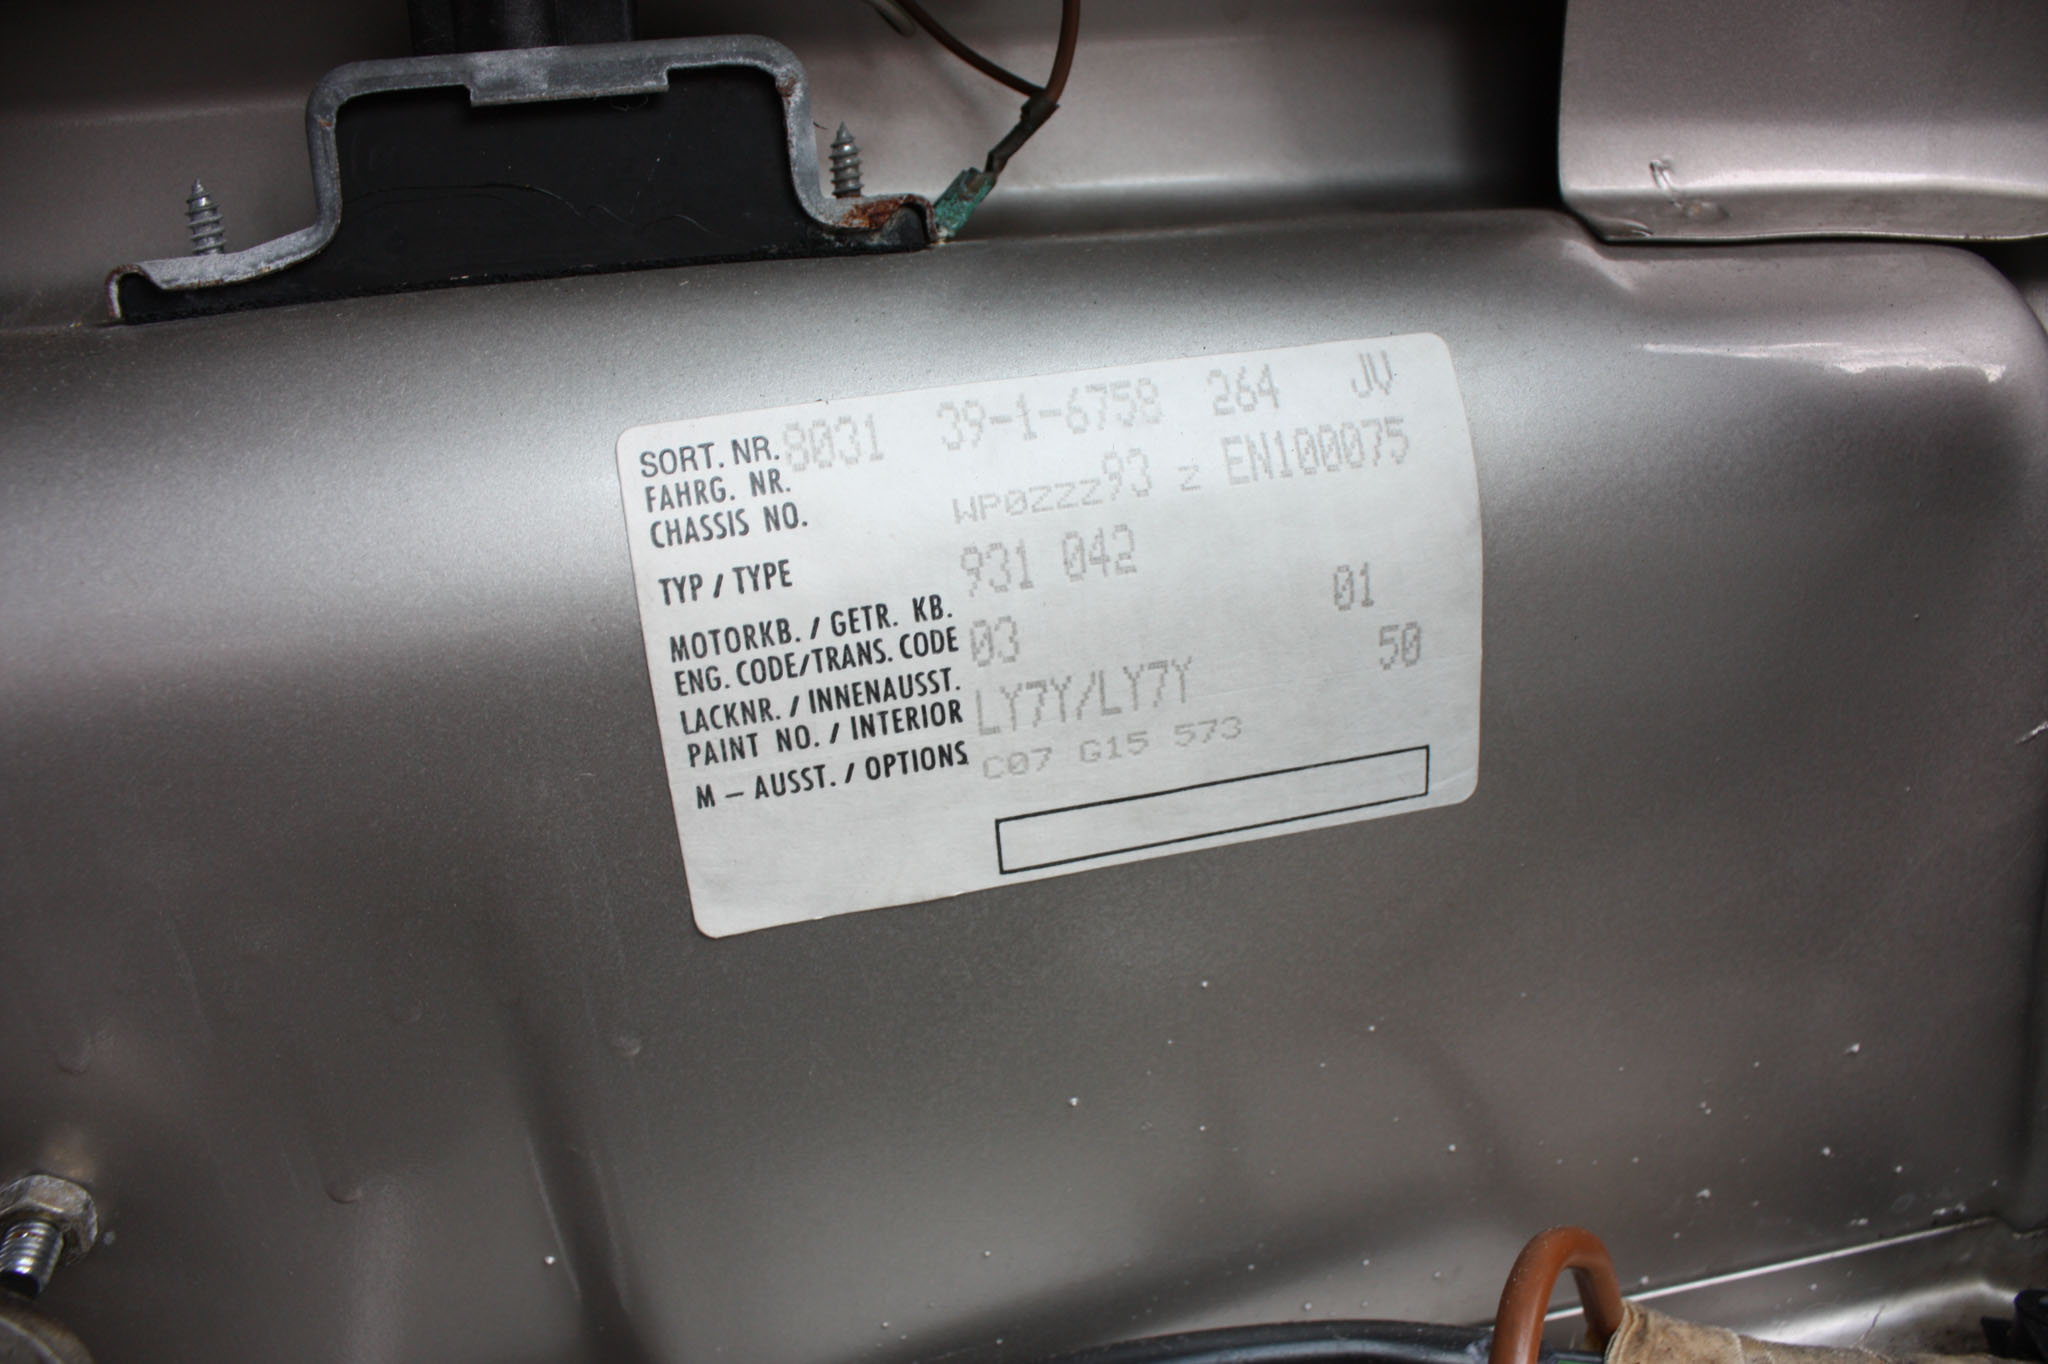 SORT. NR. 8031 39-1-6758 264 JV
FAHRG. NR.
CHASSIS NO. WP0ZZZ93 Z EN100075
TYP / TYPE 931 042
MOTORKB. / GETR. KB.
ENG. CODE/TRANS. CODE 03 01
LACKNR. / INNENAUSST.
PAINT NO. / INTERIOR LY7Y/LY7Y 50
M – AUSST. / OPTIONS C07 G15 573